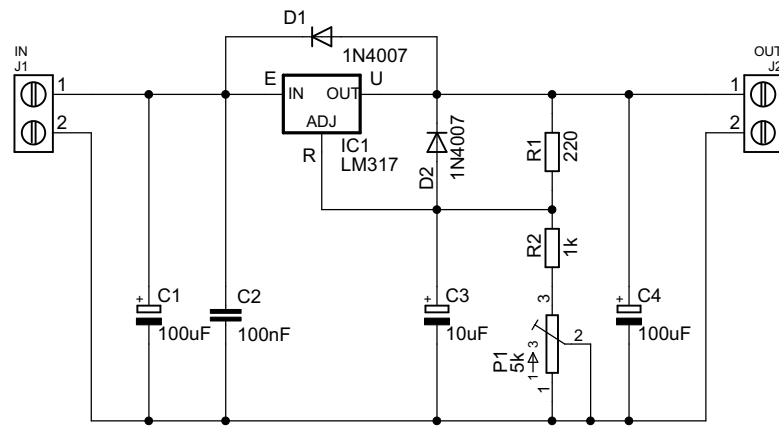 D1
1N4007
IN
J1
1
2
E
U
IN
OUT
ADJ
IC1
LM317
R
D2
1N4007
R1
220
OUT
J2
1
2
R2
1k
C1
+
100uF
C2
100nF
C3
+
10uF
3
2
1
P1
5k
1
3
C4
+
100uF